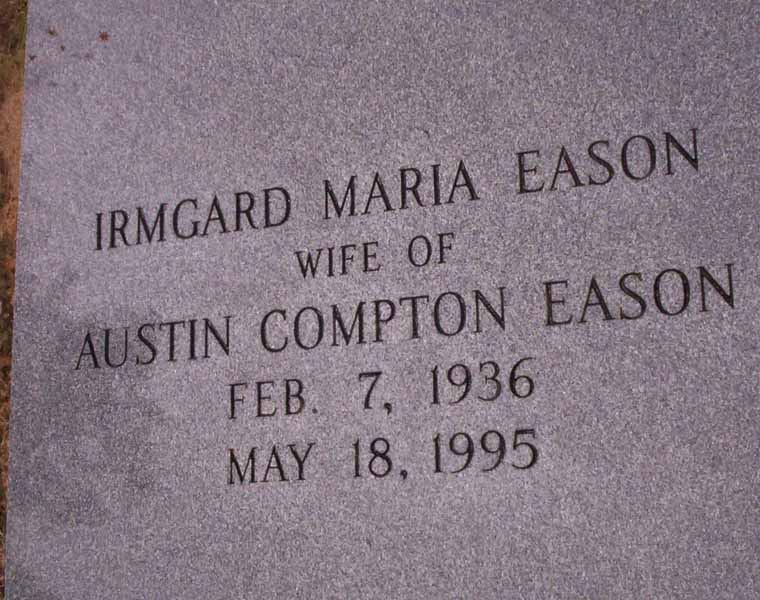 IRMGARD MARIA EASON
WIFE OF
AUSTIN COMPTON EASON
FEB. 7, 1936
MAY 18, 1995